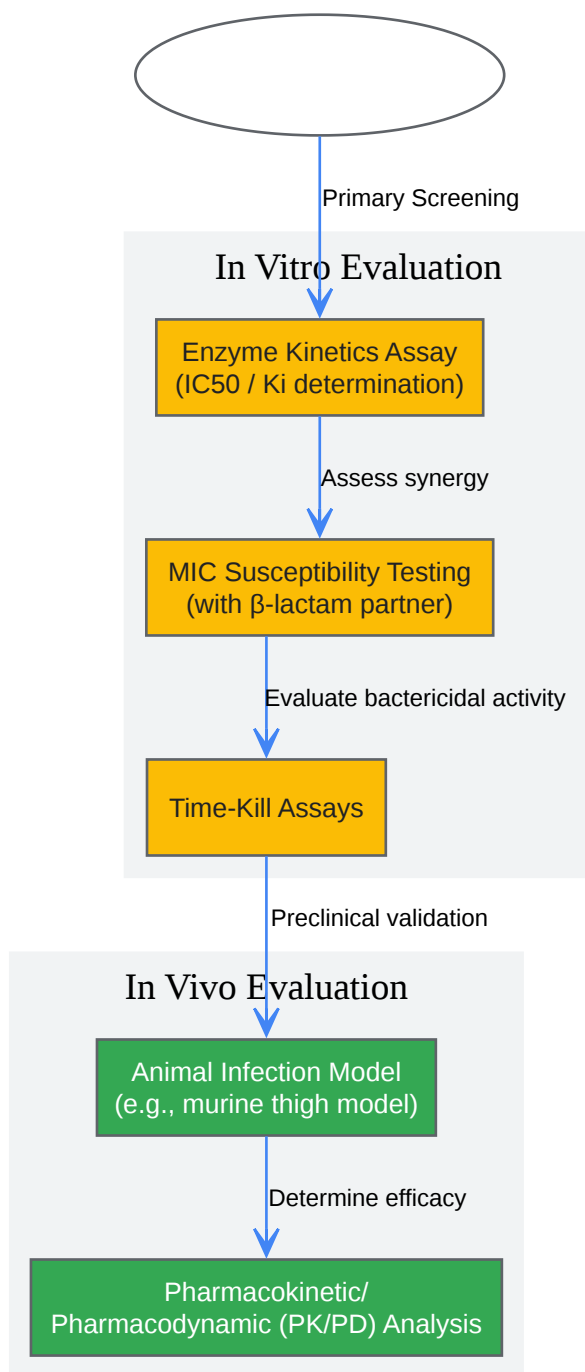 Primary Screening
In Vitro Evaluation
Enzyme Kinetics Assay
(IC50 / Ki determination)
Assess synergy
MIC Susceptibility Testing
(with β-lactam partner)
Evaluate bactericidal activity
Time-Kill Assays
Preclinical validation
In Vivo Evaluation
Animal Infection Model
(e.g., murine thigh model)
Determine efficacy
Pharmacokinetic/
Pharmacodynamic (PK/PD) Analysis